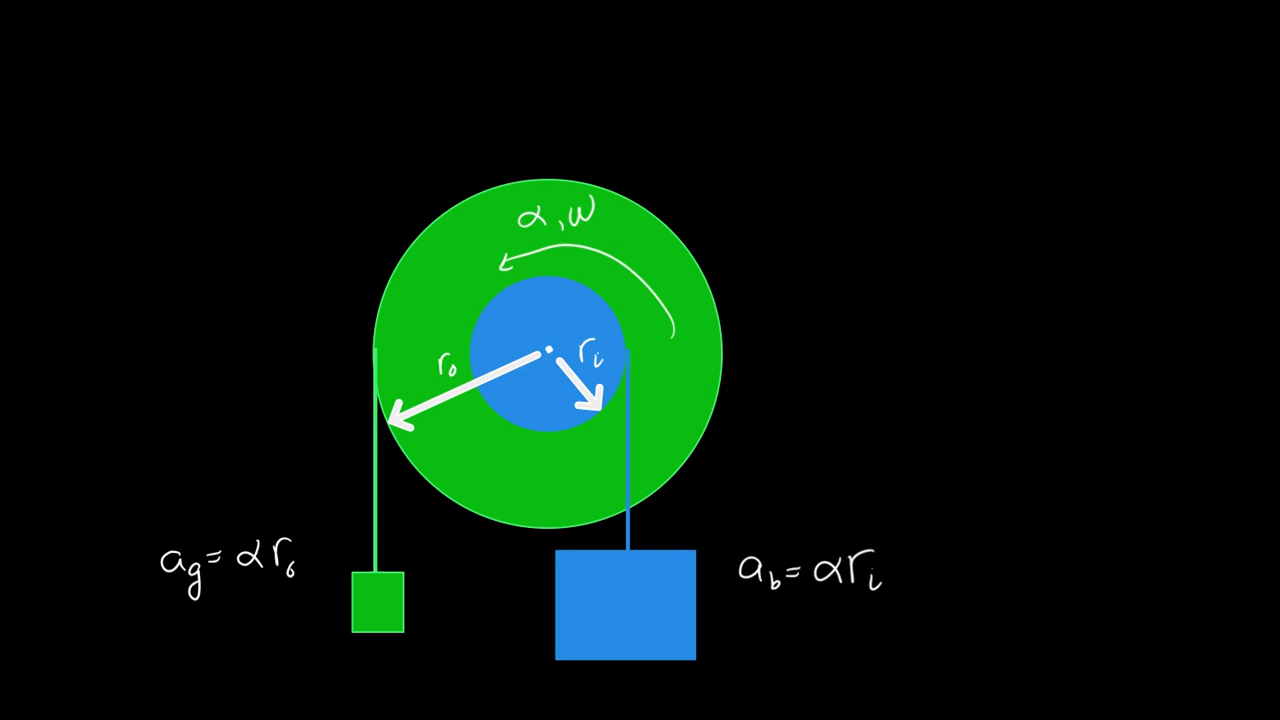 α, ω
r₀
rᵢ
a_g = αr₀
a_b = αrᵢ